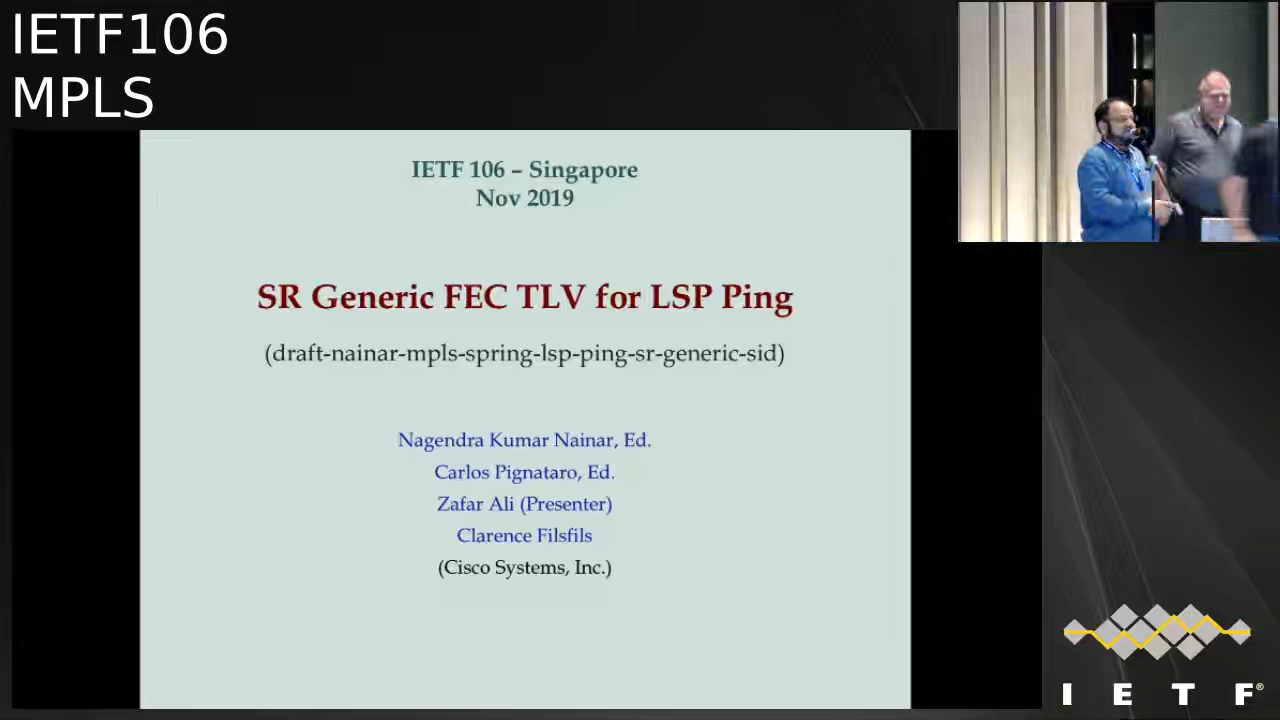 IETF106
MPLS
IETF 106 – Singapore
Nov 2019
SR Generic FEC TLV for LSP Ping
(draft-nainar-mpls-spring-lsp-ping-sr-generic-sid)
Nagendra Kumar Nainar, Ed.
Carlos Pignataro, Ed.
Zafar Ali (Presenter)
Clarence Filsfils
(Cisco Systems, Inc.)
I E T F®